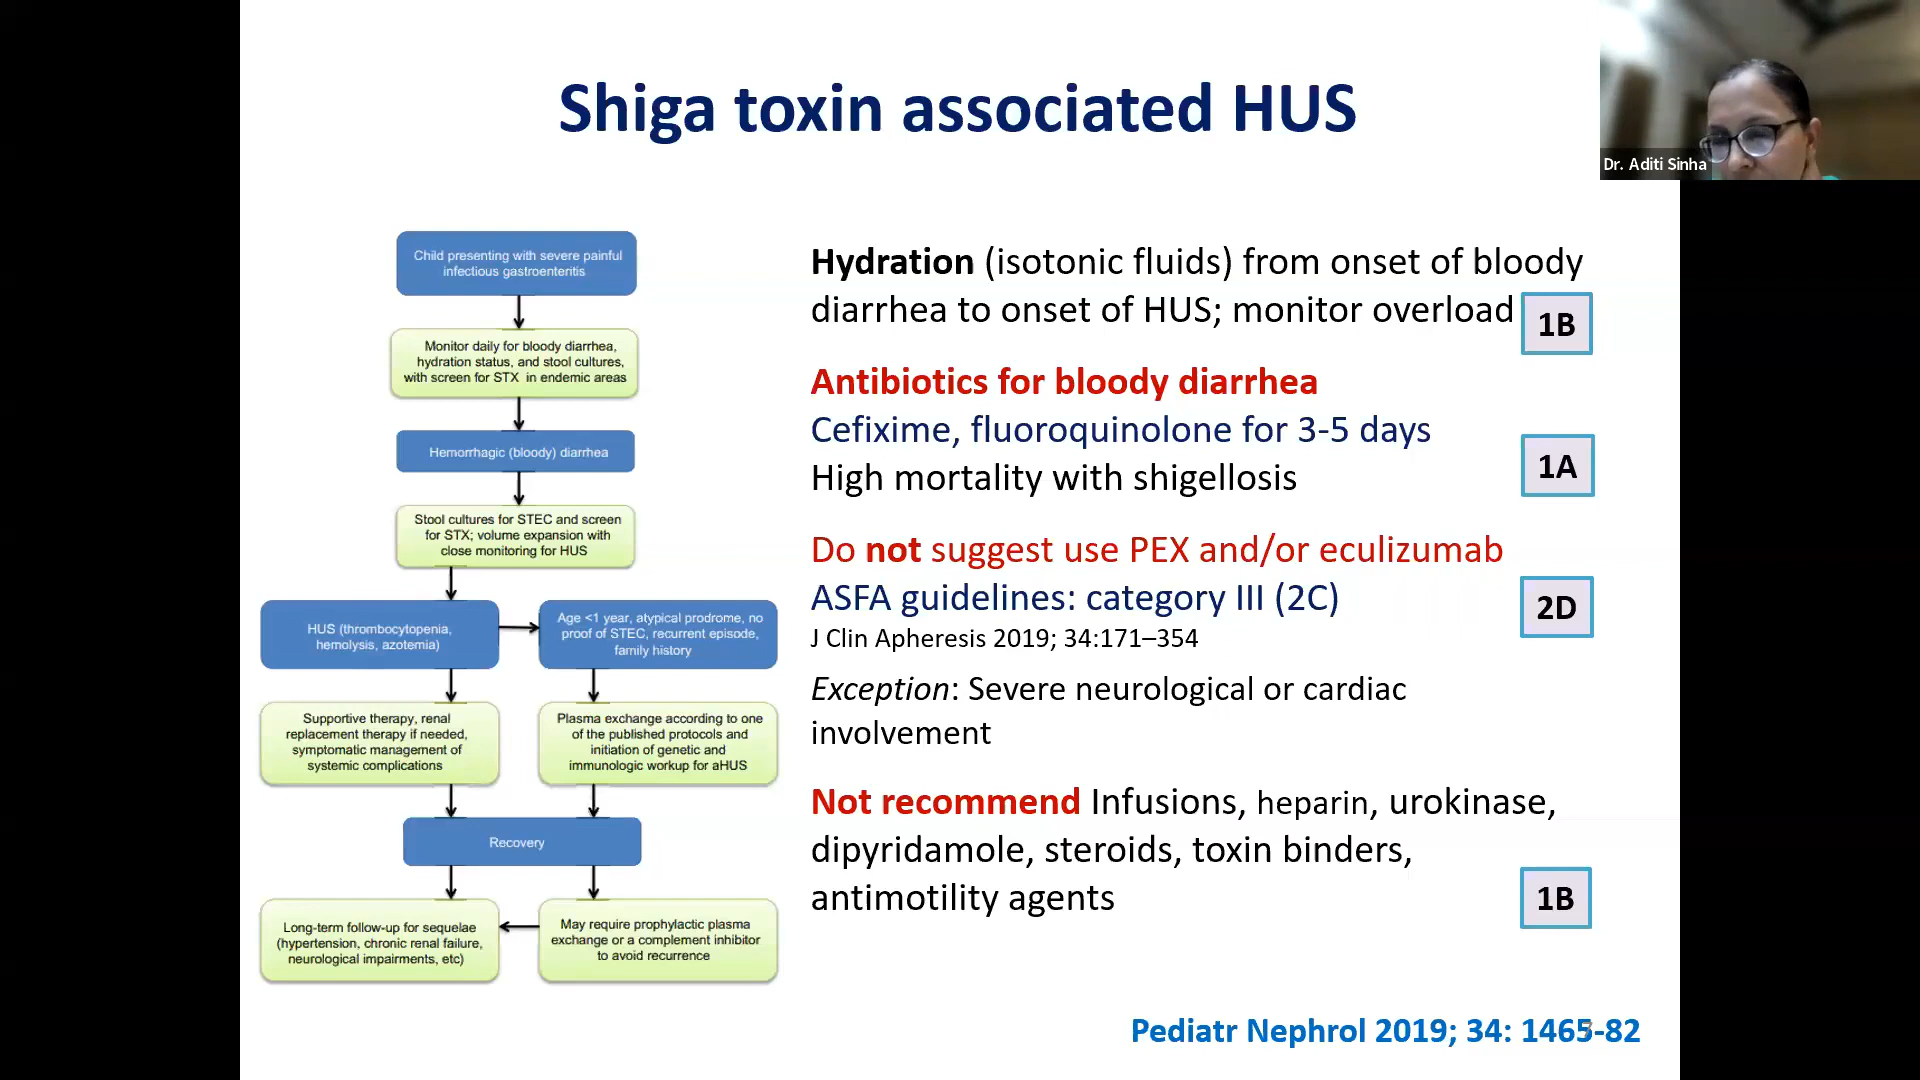 Shiga toxin associated HUS
Dr. Aditi Sinha
Child presenting with severe painful
infectious gastroenteritis
Monitor daily for bloody diarrhea,
hydration status, and stool cultures,
with screen for STX in endemic areas
Hemorrhagic (bloody) diarrhea
Stool cultures for STEC and screen
for STX; volume expansion with
close monitoring for HUS
HUS (thrombocytopenia,
hemolysis, azotemia)
Age <1 year, atypical prodrome, no
proof of STEC, recurrent episode,
family history
Supportive therapy, renal
replacement therapy if needed,
symptomatic management of
systemic complications
Plasma exchange according to one
of the published protocols and
initiation of genetic and
immunologic workup for aHUS
Recovery
Long-term follow-up for sequelae
(hypertension, chronic renal failure,
neurological impairments, etc)
May require prophylactic plasma
exchange or a complement inhibitor
to avoid recurrence
Hydration (isotonic fluids) from onset of bloody
diarrhea to onset of HUS; monitor overload
1B
Antibiotics for bloody diarrhea
Cefixime, fluoroquinolone for 3-5 days
High mortality with shigellosis
1A
Do not suggest use PEX and/or eculizumab
ASFA guidelines: category III (2C)
J Clin Apheresis 2019; 34:171–354
2D
Exception: Severe neurological or cardiac
involvement
Not recommend Infusions, heparin, urokinase,
dipyridamole, steroids, toxin binders,
antimotility agents
1B
Pediatr Nephrol 2019; 34: 1465-82